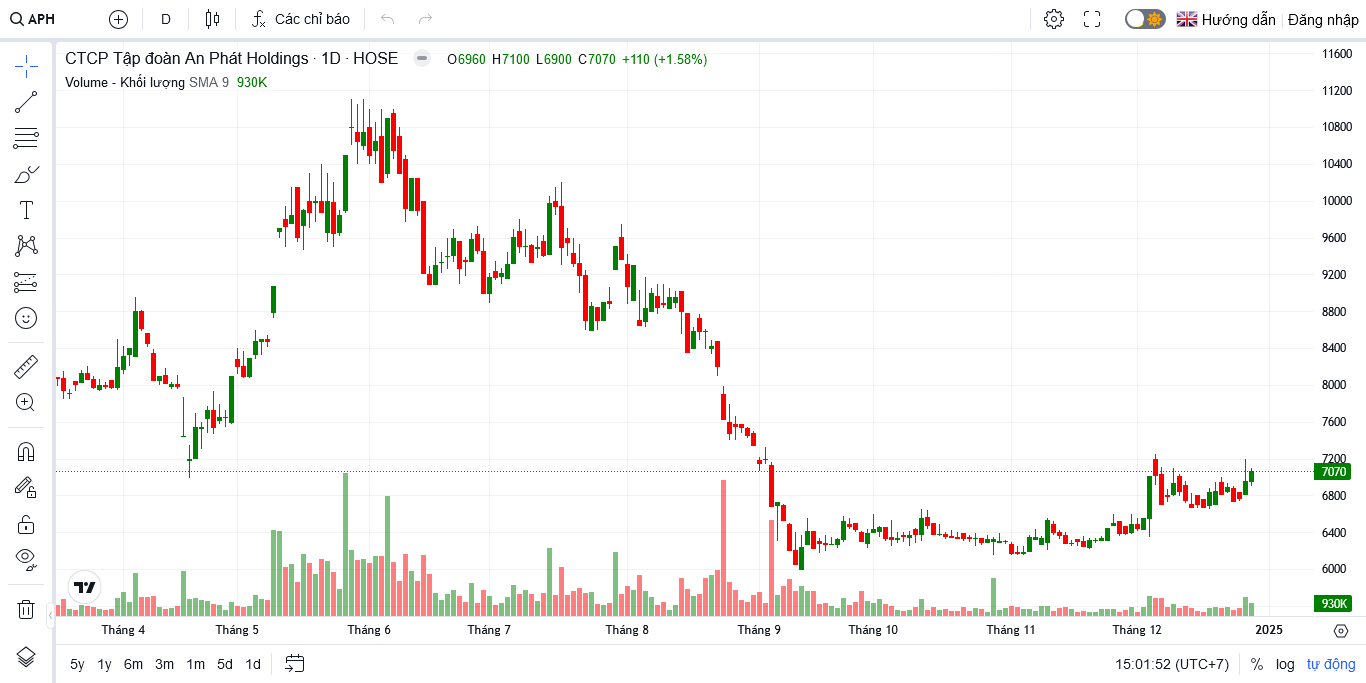 APH D Các chỉ báo Hướng dẫn Đăng nhập
CTCP Tập đoàn An Phát Holdings · 1D · HOSE O6960 H7100 L6900 C7070 +110 (+1.58%)
Volume - Khối lượng SMA 9 930K
11600
11200
10800
10400
10000
9600
9200
8800
8400
8000
7600
7200
7070
6800
6400
6000
930K
Tháng 4 Tháng 5 Tháng 6 Tháng 7 Tháng 8 Tháng 9 Tháng 10 Tháng 11 Tháng 12 2025
5y 1y 6m 3m 1m 5d 1d 15:01:52 (UTC+7) % log tự động